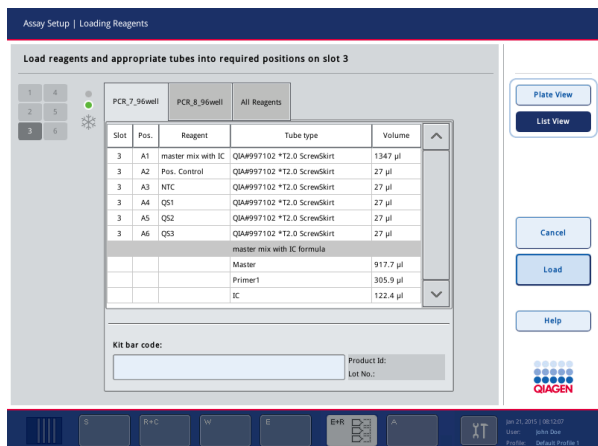 Assay Setup | Loading Reagents
Load reagents and appropriate tubes into required positions on slot 3
1 4
2 5
3 6
PCR_7_96well PCR_8_96well All Reagents
Slot Pos. Reagent Tube type Volume
3 A1 master mix with IC QIA#997102 *T2.0 ScrewSkirt 1347 µl
3 A2 Pos. Control QIA#997102 *T2.0 ScrewSkirt 27 µl
3 A3 NTC QIA#997102 *T2.0 ScrewSkirt 27 µl
3 A4 QS1 QIA#997102 *T2.0 ScrewSkirt 27 µl
3 A5 QS2 QIA#997102 *T2.0 ScrewSkirt 27 µl
3 A6 QS3 QIA#997102 *T2.0 ScrewSkirt 27 µl
master mix with IC formula
Master 917.7 µl
Primer1 305.9 µl
IC 122.4 µl
Kit bar code:
Product Id:
Lot No.:
Plate View
List View
Cancel
Load
Help
QIAGEN
S R+C W E E+R A
Jan 21, 2015 | 08:12:07
User: John Doe
Profile: Default Profile 1